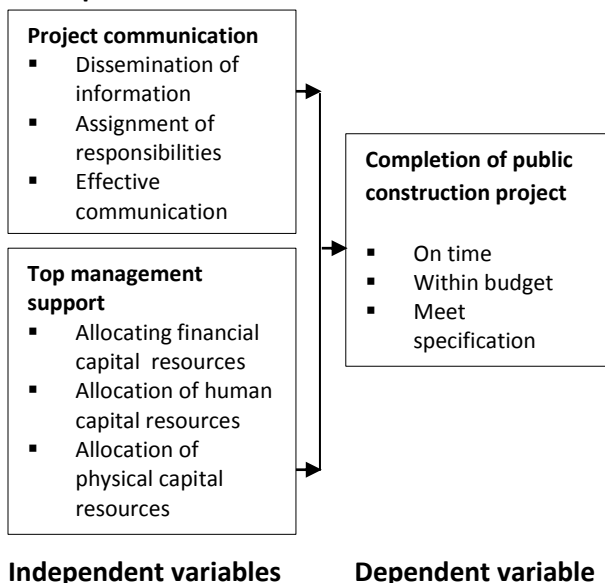 Project communication
▪ Dissemination of
information
▪ Assignment of
responsibilities
▪ Effective
communication
Top management
support
▪ Allocating financial
capital resources
▪ Allocation of human
capital resources
▪ Allocation of
physical capital
resources
Completion of public
construction project
▪ On time
▪ Within budget
▪ Meet
specification
Independent variables
Dependent variable